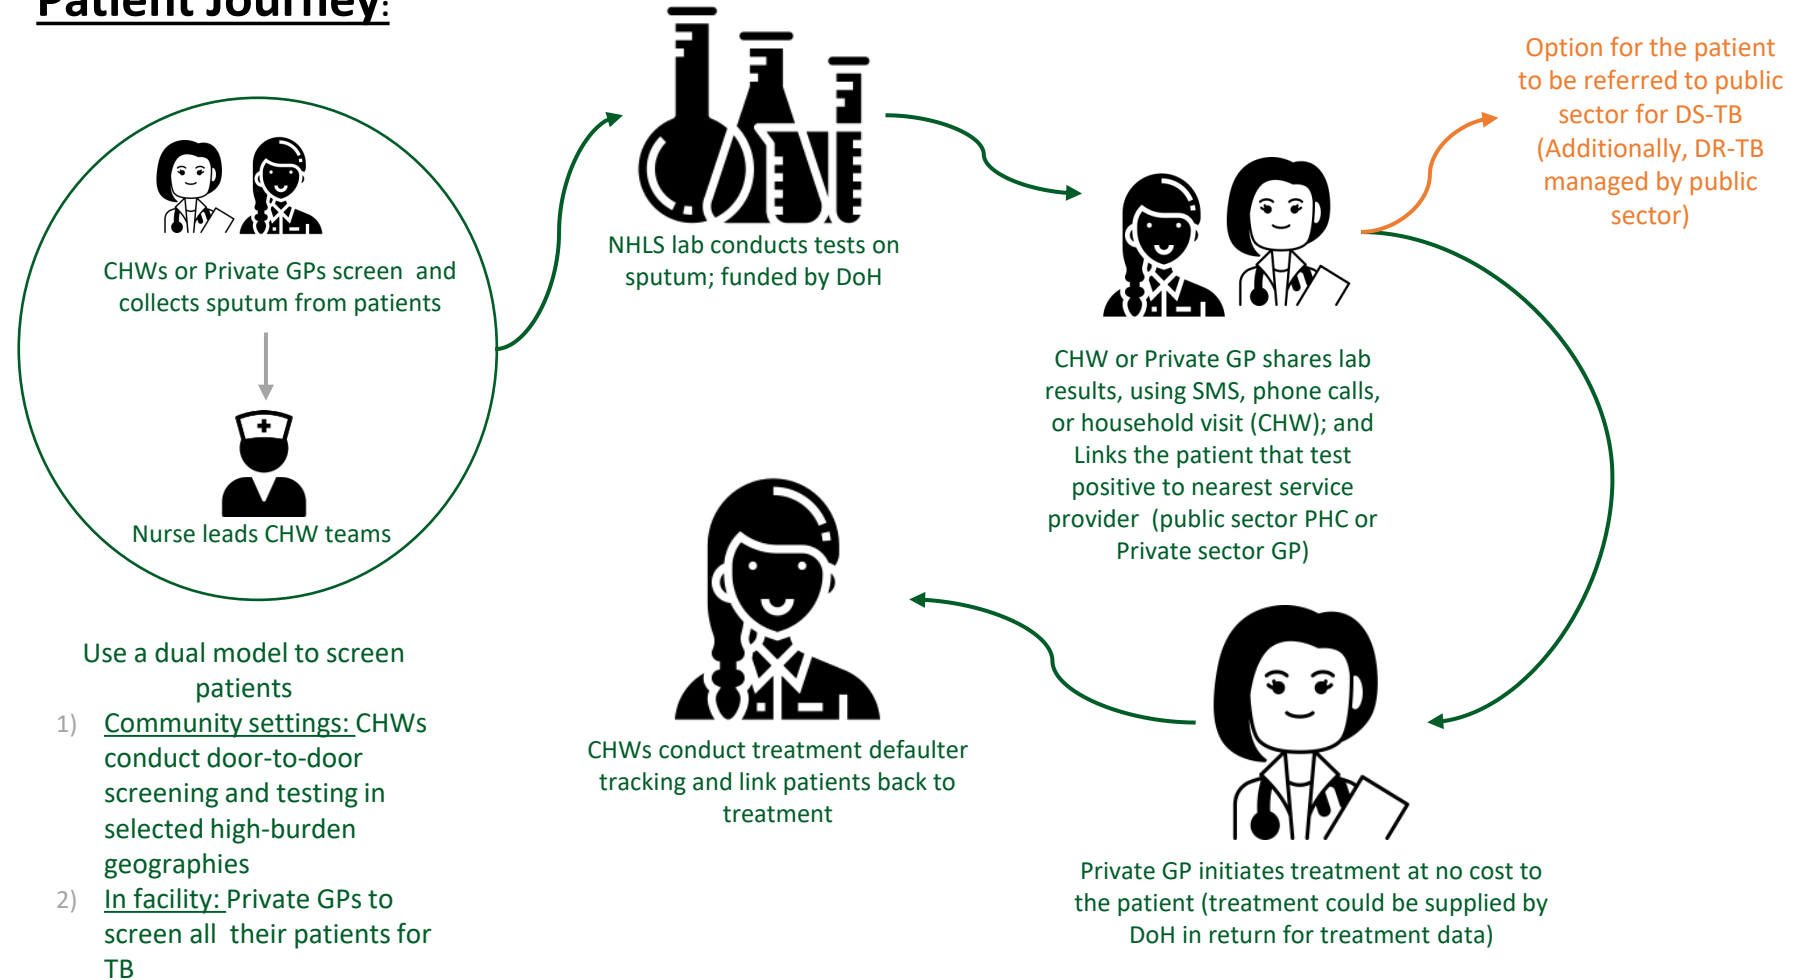 Patient Journey:
CHWs or Private GPs screen and
collects sputum from patients
Nurse leads CHW teams
Use a dual model to screen
patients
1) Community settings: CHWs
conduct door-to-door
screening and testing in
selected high-burden
geographies
2) In facility: Private GPs to
screen all their patients for
TB
NHLS lab conducts tests on
sputum; funded by DoH
CHW or Private GP shares lab
results, using SMS, phone calls,
or household visit (CHW); and
Links the patient that test
positive to nearest service
provider (public sector PHC or
Private sector GP)
Option for the patient
to be referred to public
sector for DS-TB
(Additionally, DR-TB
managed by public
sector)
Private GP initiates treatment at no cost to
the patient (treatment could be supplied by
DoH in return for treatment data)
CHWs conduct treatment defaulter
tracking and link patients back to
treatment